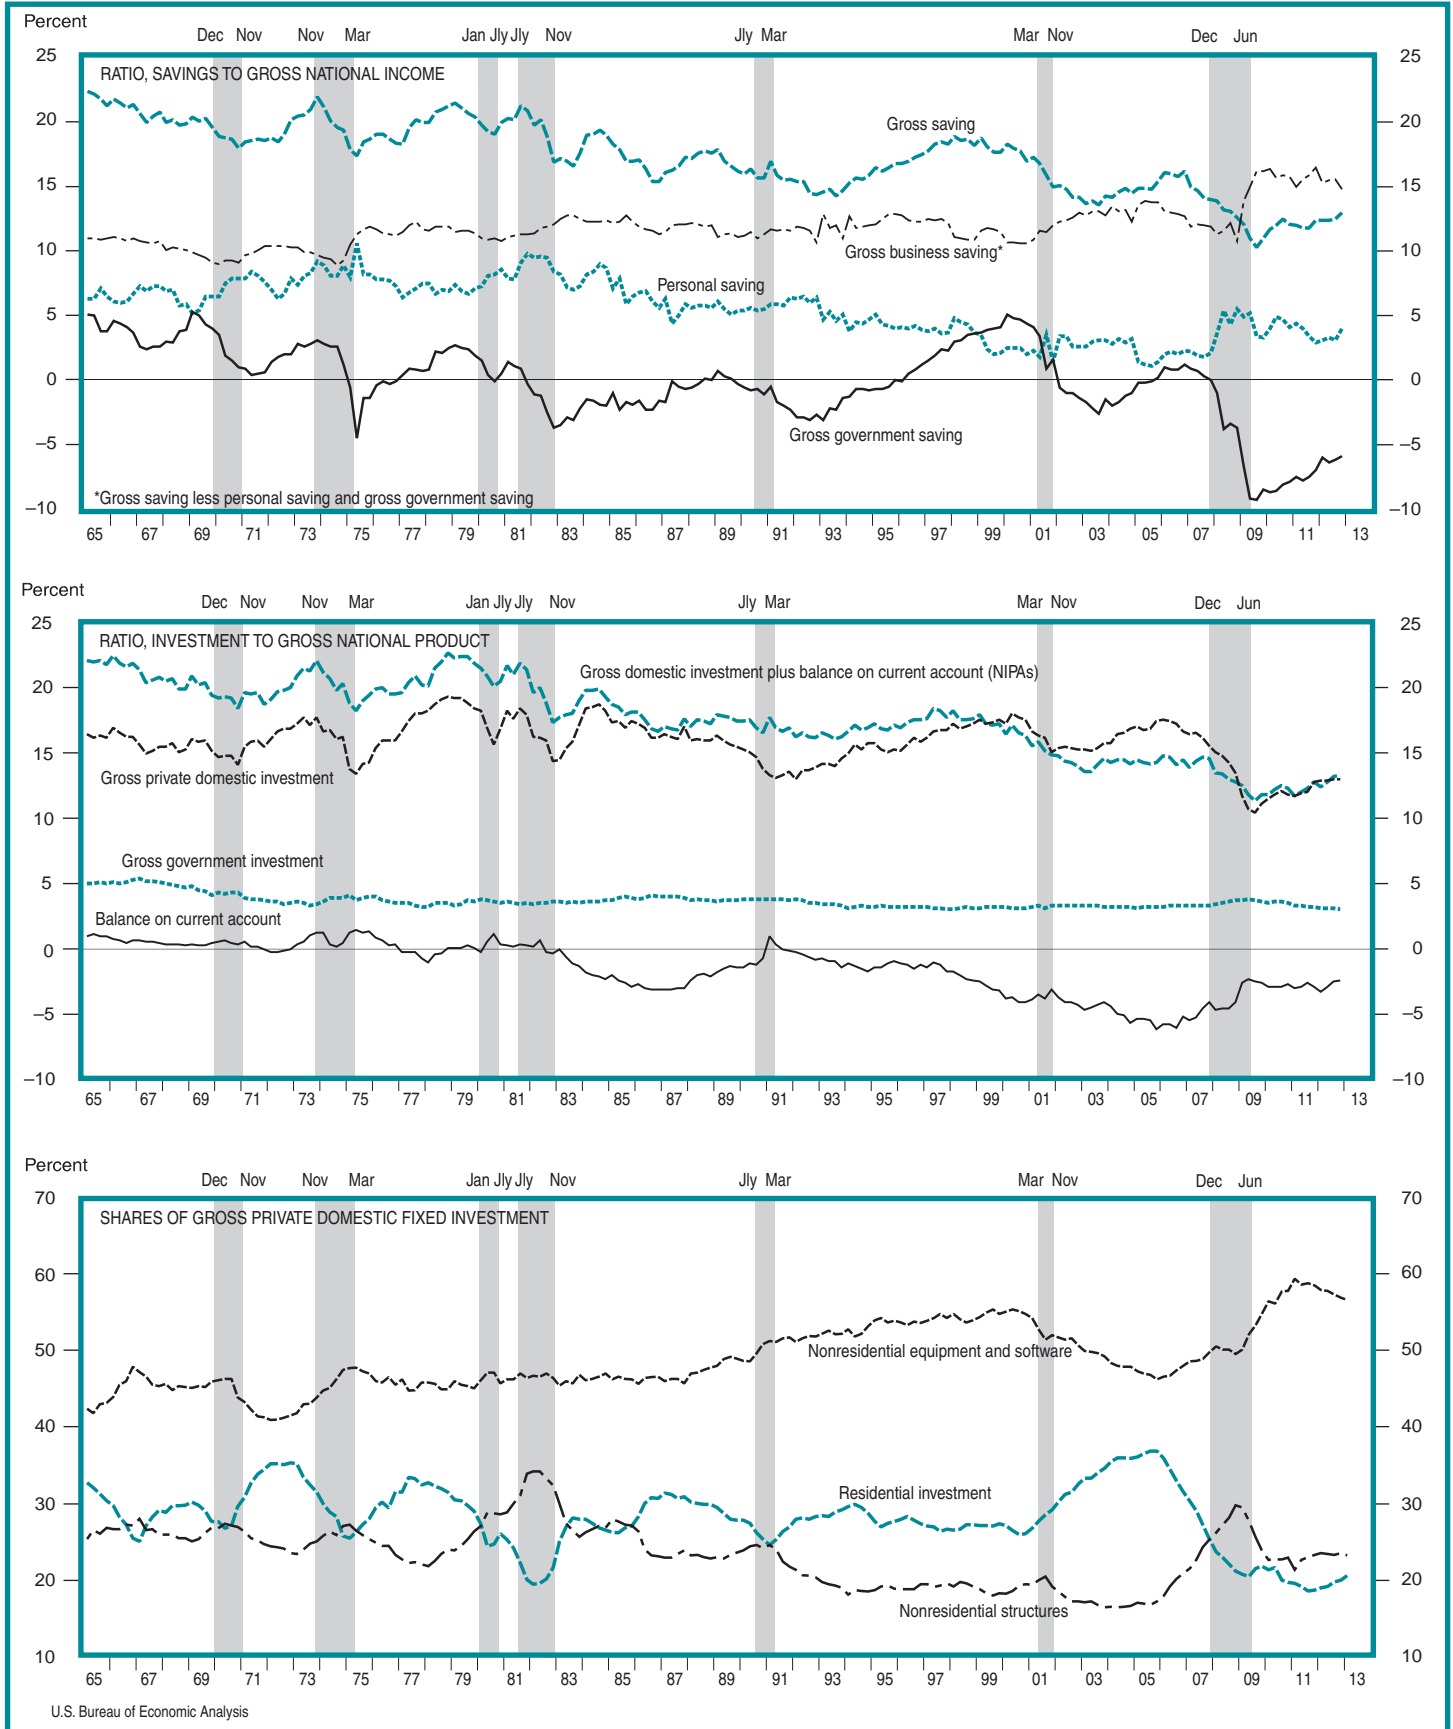 Percent
Dec Nov Nov Mar Jan Jly Jly Nov Jly Mar Mar Nov Dec Jun
25 25
RATIO, SAVINGS TO GROSS NATIONAL INCOME
20 Gross saving 20
15 15
10 Gross business saving* 10
Personal saving
5 5
0 0
–5 Gross government saving –5
*Gross saving less personal saving and gross government saving
–10 –10
65 67 69 71 73 75 77 79 81 83 85 87 89 91 93 95 97 99 01 03 05 07 09 11 13
Percent
Dec Nov Nov Mar Jan Jly Jly Nov Jly Mar Mar Nov Dec Jun
25 25
RATIO, INVESTMENT TO GROSS NATIONAL PRODUCT
Gross domestic investment plus balance on current account (NIPAs)
20 20
15 15
Gross private domestic investment
10 10
Gross government investment
5 5
Balance on current account
0 0
–5 –5
–10 –10
65 67 69 71 73 75 77 79 81 83 85 87 89 91 93 95 97 99 01 03 05 07 09 11 13
Percent
Dec Nov Nov Mar Jan Jly Jly Nov Jly Mar Mar Nov Dec Jun
70 70
SHARES OF GROSS PRIVATE DOMESTIC FIXED INVESTMENT
60 60
50 Nonresidential equipment and software 50
40 40
Residential investment
30 30
20 20
Nonresidential structures
10 10
65 67 69 71 73 75 77 79 81 83 85 87 89 91 93 95 97 99 01 03 05 07 09 11 13
U.S. Bureau of Economic Analysis